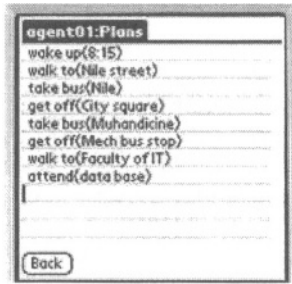 agent01:Plans
wake up(8:15)
walk to(Nile street)
take bus(Nile)
get off(City square)
take bus(Muhandicine)
get off(Mech bus stop)
walk to(Faculty of IT)
attend(data base)
Back